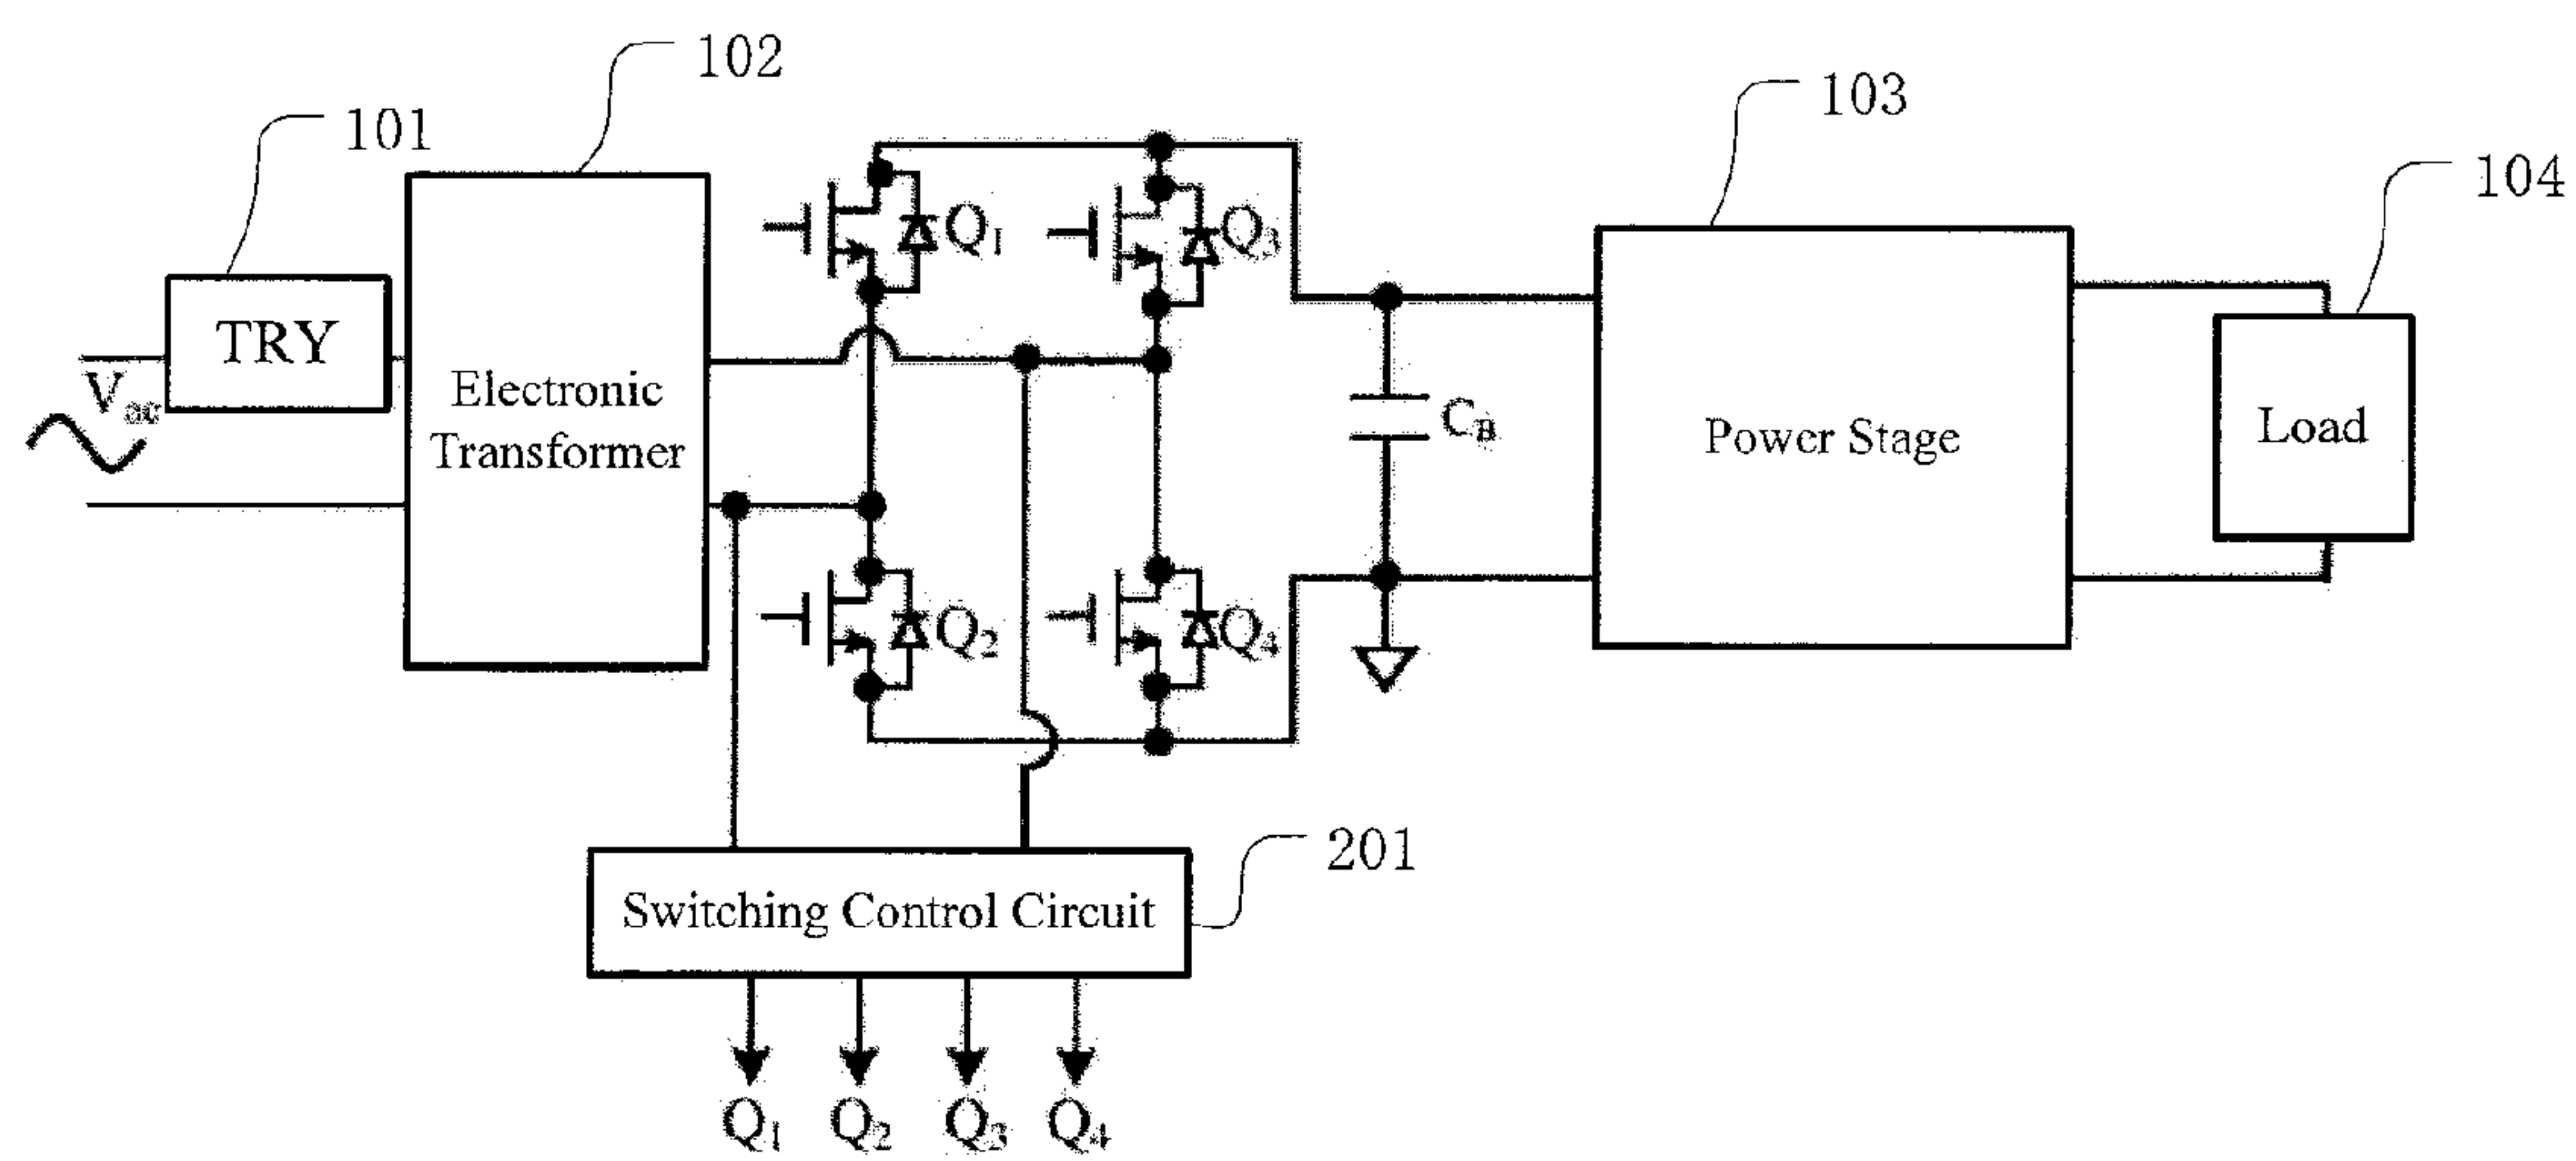 102
103
101
104
Q1
Q3
TRY
Vac
Electronic
Transformer
CB
Power Stage
Load
Q2
Q4
201
Switching Control Circuit
Q1 Q2 Q3 Q4